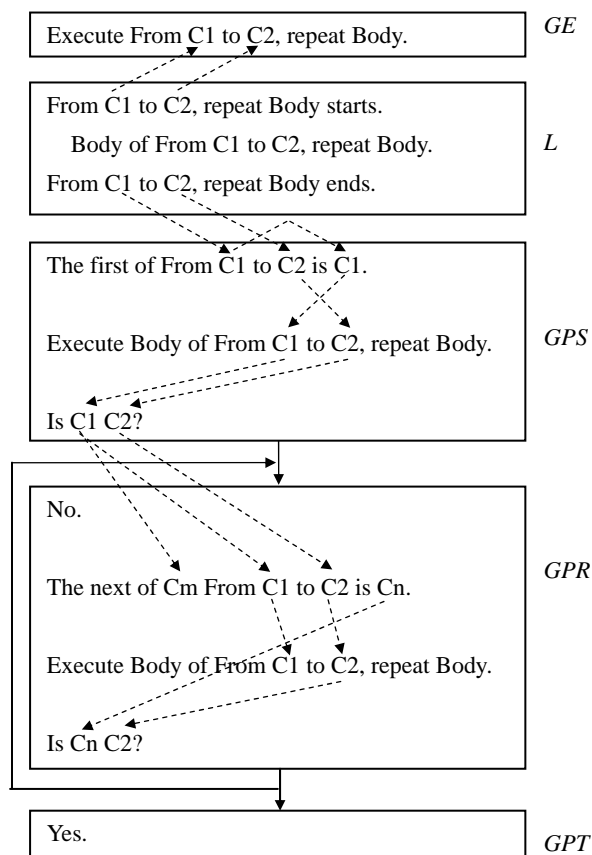 Execute From C1 to C2, repeat Body.
GE
From C1 to C2, repeat Body starts.
Body of From C1 to C2, repeat Body.
From C1 to C2, repeat Body ends.
L
The first of From C1 to C2 is C1.
Execute Body of From C1 to C2, repeat Body.
GPS
Is C1 C2?
No.
The next of Cm From C1 to C2 is Cn.
GPR
Execute Body of From C1 to C2, repeat Body.
Is Cn C2?
Yes.
GPT